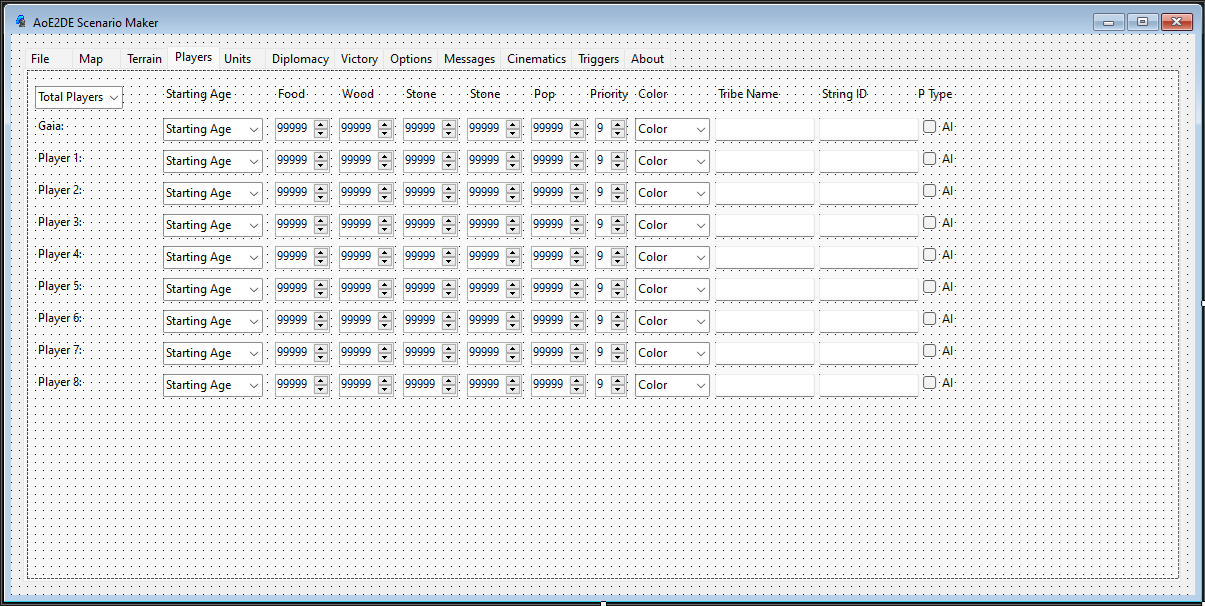 AoE2DE Scenario Maker
File Map Terrain Players Units Diplomacy Victory Options Messages Cinematics Triggers About
Total Players Starting Age Food Wood Stone Stone Pop Priority Color Tribe Name String ID P Type
Gaia: Starting Age 99999 99999 99999 99999 99999 9 Color AI
Player 1: Starting Age 99999 99999 99999 99999 99999 9 Color AI
Player 2: Starting Age 99999 99999 99999 99999 99999 9 Color AI
Player 3: Starting Age 99999 99999 99999 99999 99999 9 Color AI
Player 4: Starting Age 99999 99999 99999 99999 99999 9 Color AI
Player 5: Starting Age 99999 99999 99999 99999 99999 9 Color AI
Player 6: Starting Age 99999 99999 99999 99999 99999 9 Color AI
Player 7: Starting Age 99999 99999 99999 99999 99999 9 Color AI
Player 8: Starting Age 99999 99999 99999 99999 99999 9 Color AI